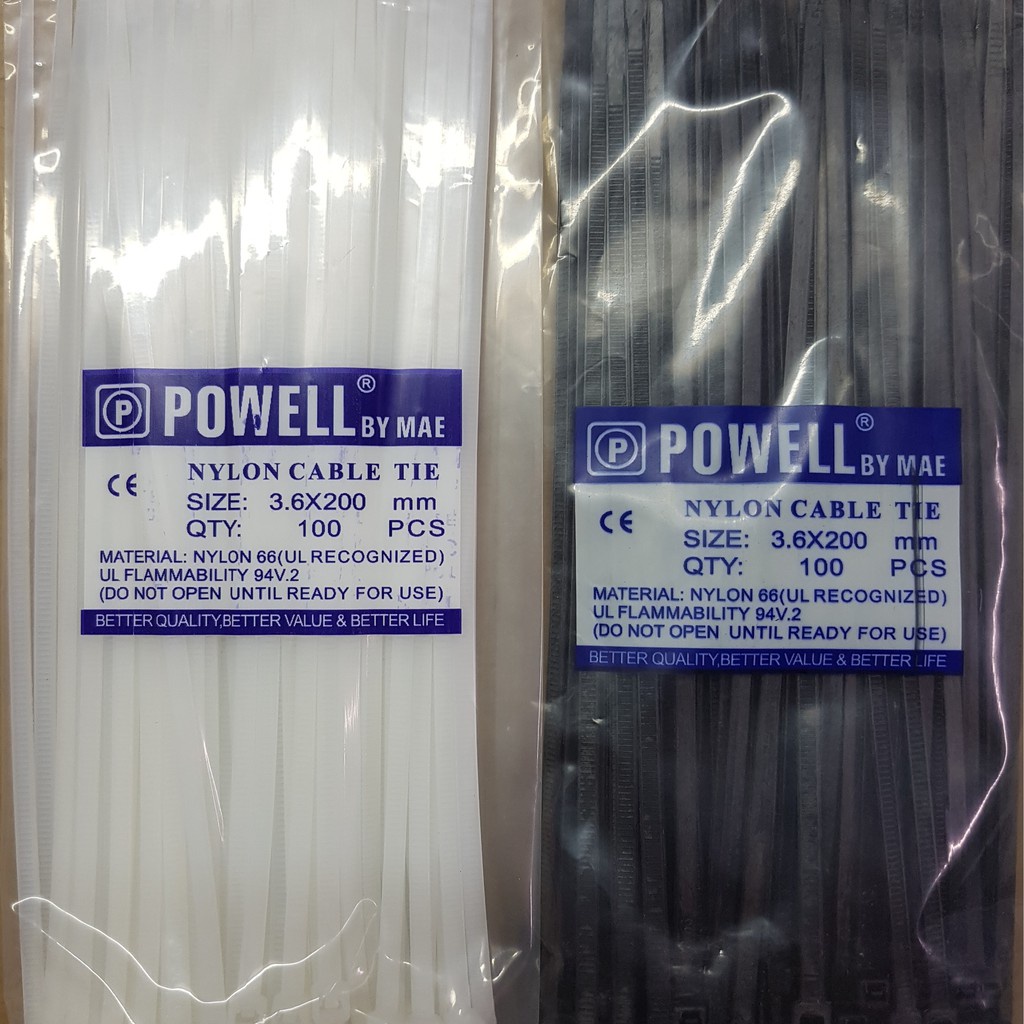 P POWELL® BY MAE
CE NYLON CABLE TIE
SIZE: 3.6X200 mm
QTY: 100 PCS
MATERIAL: NYLON 66(UL RECOGNIZED)
UL FLAMMABILITY 94V.2
(DO NOT OPEN UNTIL READY FOR USE)
BETTER QUALITY,BETTER VALUE & BETTER LIFE
P POWELL® BY MAE
CE NYLON CABLE TIE
SIZE: 3.6X200 mm
QTY: 100 PCS
MATERIAL: NYLON 66(UL RECOGNIZED)
UL FLAMMABILITY 94V.2
(DO NOT OPEN UNTIL READY FOR USE)
BETTER QUALITY,BETTER VALUE & BETTER LIFE